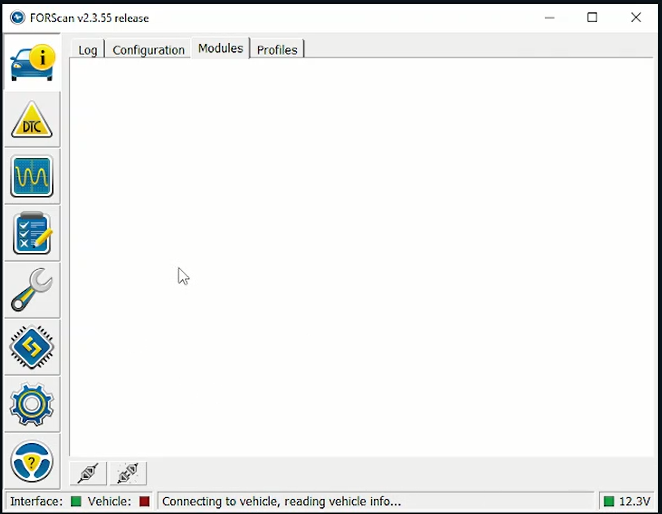 FORScan v2.3.55 release
Log Configuration Modules Profiles
i
DTC
?
Interface: Vehicle: Connecting to vehicle, reading vehicle info... 12.3V